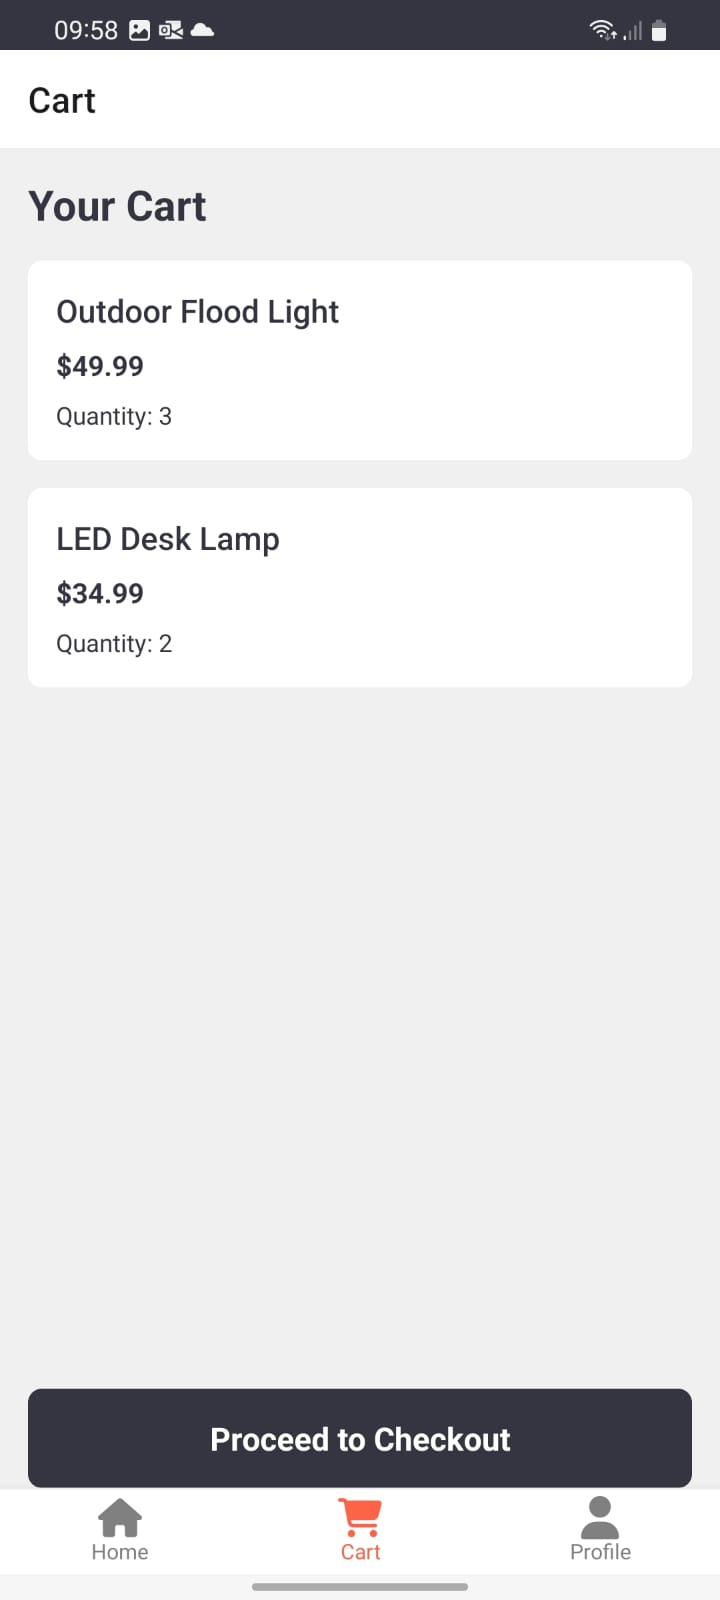 09:58
Cart
Your Cart
Outdoor Flood Light
$49.99
Quantity: 3
LED Desk Lamp
$34.99
Quantity: 2
Proceed to Checkout
Home
Cart
Profile